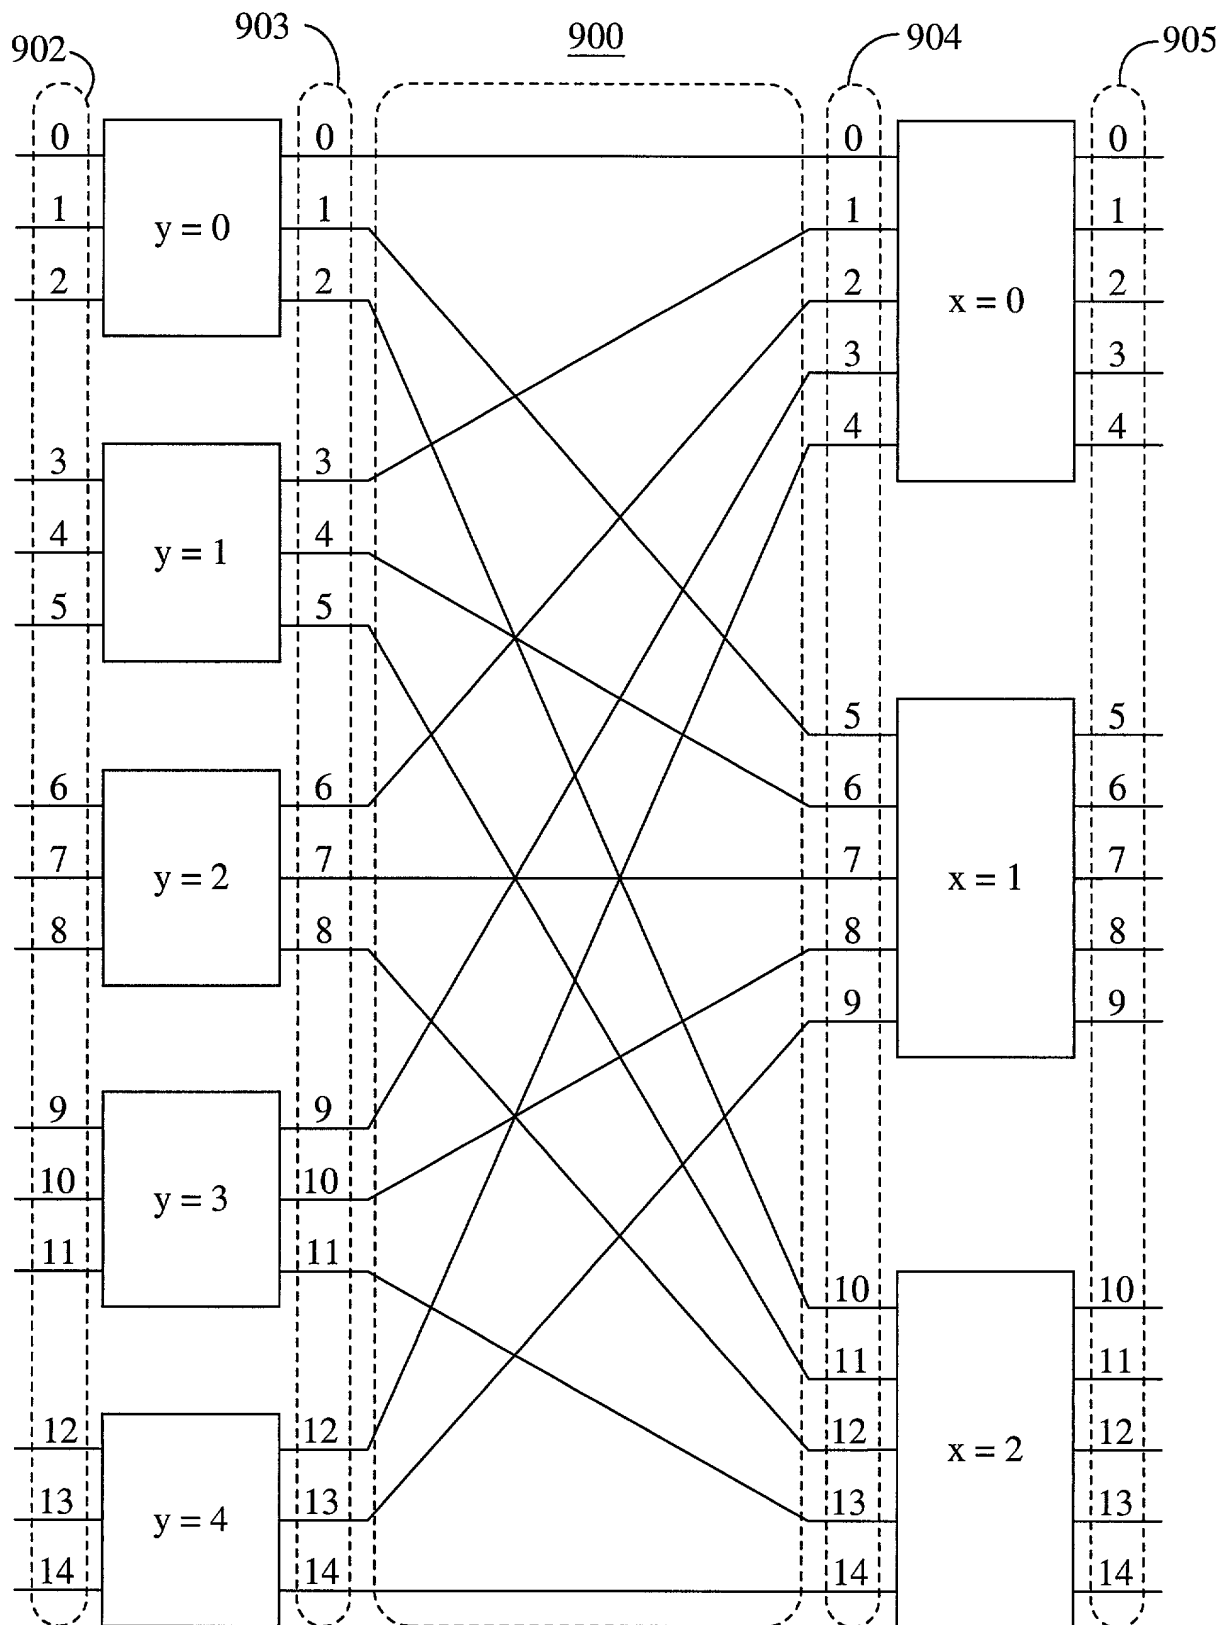 902 903 900 904 905
0 0 0 0
1 y = 0 1 1 1
2 2 2 x = 0 2
3 3
4 4
3 3
4 y = 1 4
5 5
5 5
6 6 6 6
7 y = 2 7 7 x = 1 7
8 8 8 8
9 9
9 9
10 y = 3 10
11 11
10 10
11 11
12 12 12 x = 2 12
13 y = 4 13 13 13
14 14 14 14